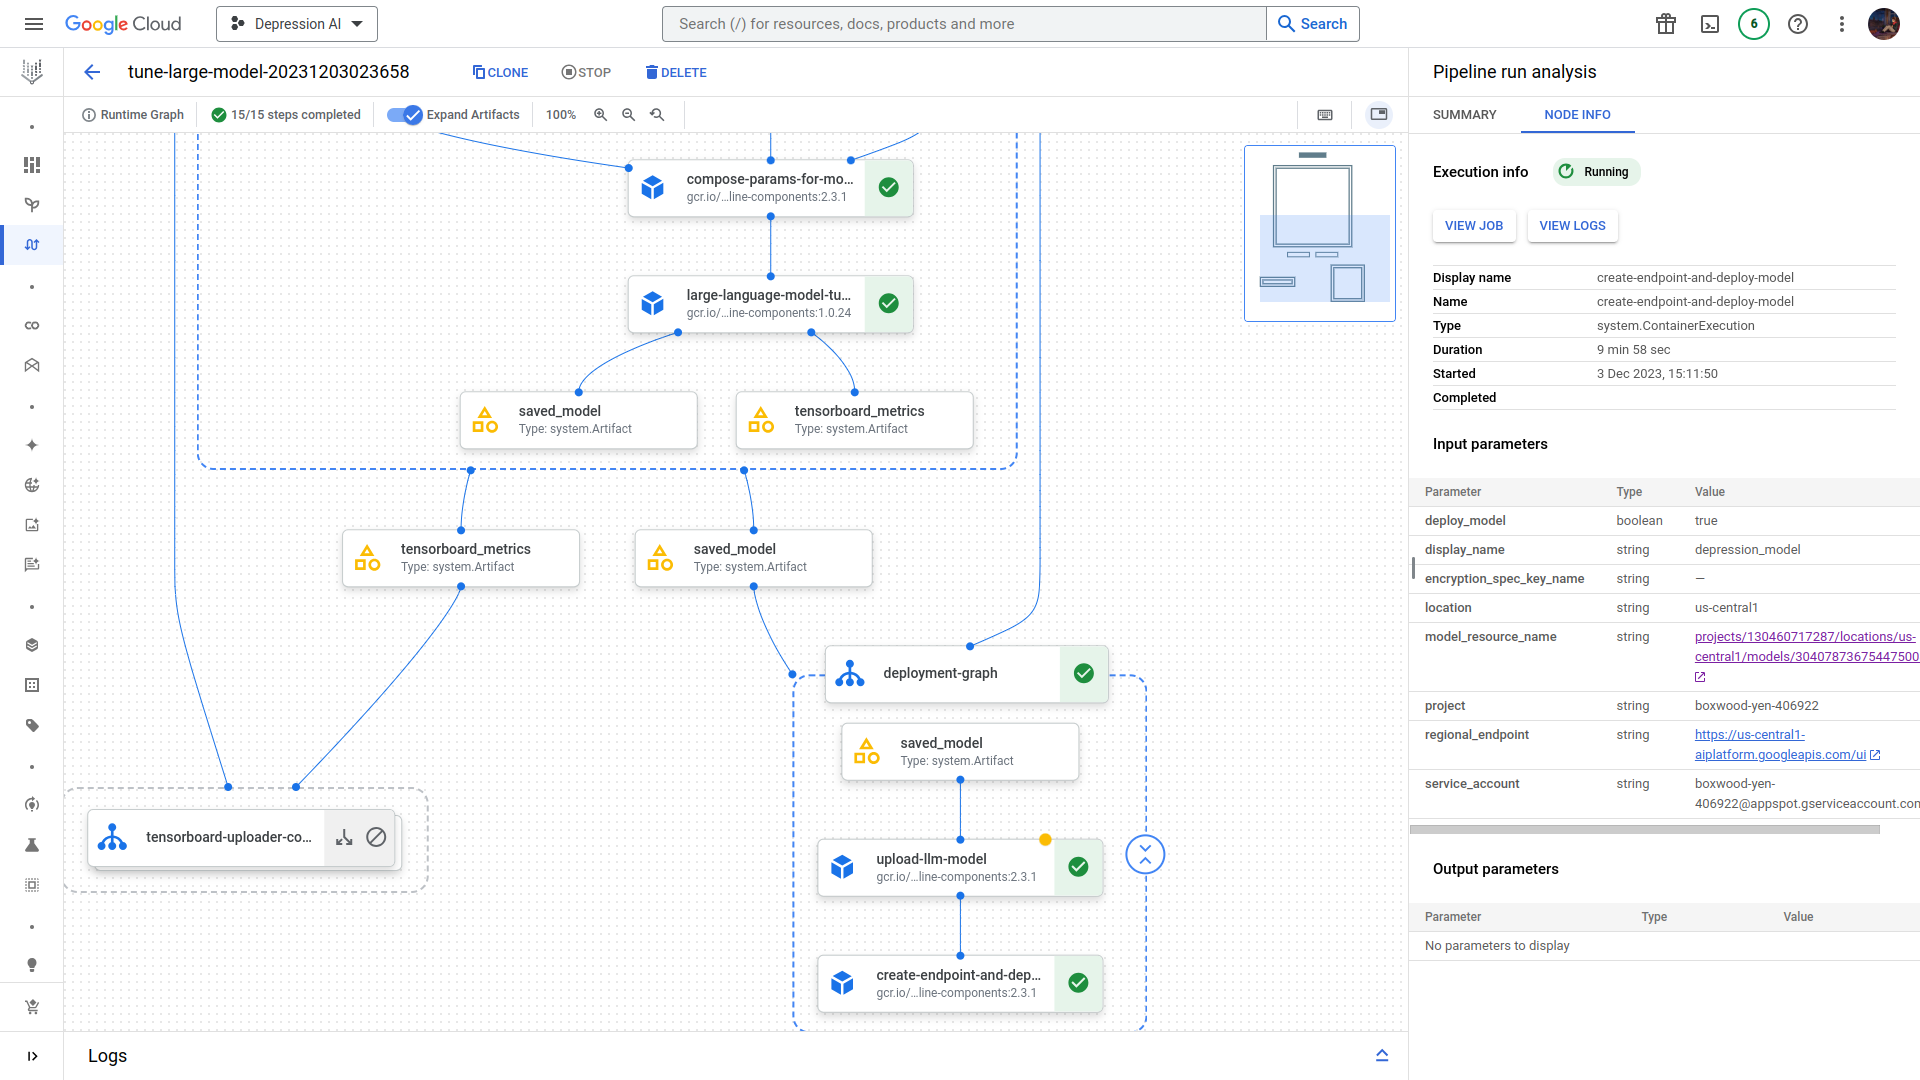 Google Cloud
Depression AI
Search (/) for resources, docs, products and more
Search
6
tune-large-model-20231203023658
CLONE
STOP
DELETE
Pipeline run analysis
Runtime Graph
15/15 steps completed
Expand Artifacts
100%
SUMMARY
NODE INFO
compose-params-for-mo...
gcr.io/...line-components:2.3.1
large-language-model-tu...
gcr.io/...ine-components:1.0.24
saved_model
Type: system.Artifact
tensorboard_metrics
Type: system.Artifact
tensorboard_metrics
Type: system.Artifact
saved_model
Type: system.Artifact
deployment-graph
saved_model
Type: system.Artifact
tensorboard-uploader-co...
upload-llm-model
gcr.io/...line-components:2.3.1
create-endpoint-and-dep...
gcr.io/...line-components:2.3.1
Logs
Execution info
Running
VIEW JOB
VIEW LOGS
Display name create-endpoint-and-deploy-model
Name create-endpoint-and-deploy-model
Type system.ContainerExecution
Duration 9 min 58 sec
Started 3 Dec 2023, 15:11:50
Completed
Input parameters
Parameter Type Value
deploy_model boolean true
display_name string depression_model
encryption_spec_key_name string —
location string us-central1
model_resource_name string projects/130460717287/locations/us-
central1/models/30407873675447500
project string boxwood-yen-406922
regional_endpoint string https://us-central1-
aiplatform.googleapis.com/ui
service_account string boxwood-yen-
406922@appspot.gserviceaccount.com
Output parameters
Parameter Type Value
No parameters to display